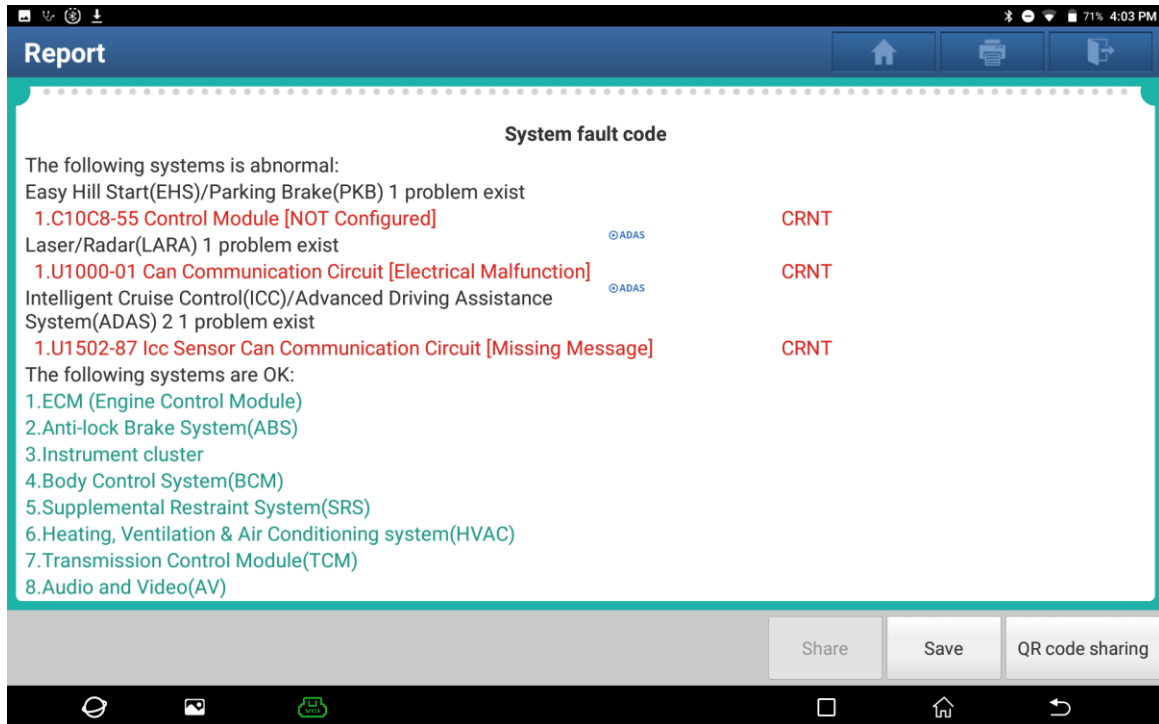 71% 4:03 PM
Report
System fault code
The following systems is abnormal:
Easy Hill Start(EHS)/Parking Brake(PKB) 1 problem exist
1.C10C8-55 Control Module [NOT Configured] CRNT
Laser/Radar(LARA) 1 problem exist ADAS
1.U1000-01 Can Communication Circuit [Electrical Malfunction] CRNT
Intelligent Cruise Control(ICC)/Advanced Driving Assistance ADAS
System(ADAS) 2 1 problem exist
1.U1502-87 Icc Sensor Can Communication Circuit [Missing Message] CRNT
The following systems are OK:
1.ECM (Engine Control Module)
2.Anti-lock Brake System(ABS)
3.Instrument cluster
4.Body Control System(BCM)
5.Supplemental Restraint System(SRS)
6.Heating, Ventilation & Air Conditioning system(HVAC)
7.Transmission Control Module(TCM)
8.Audio and Video(AV)
Share Save QR code sharing
VCI